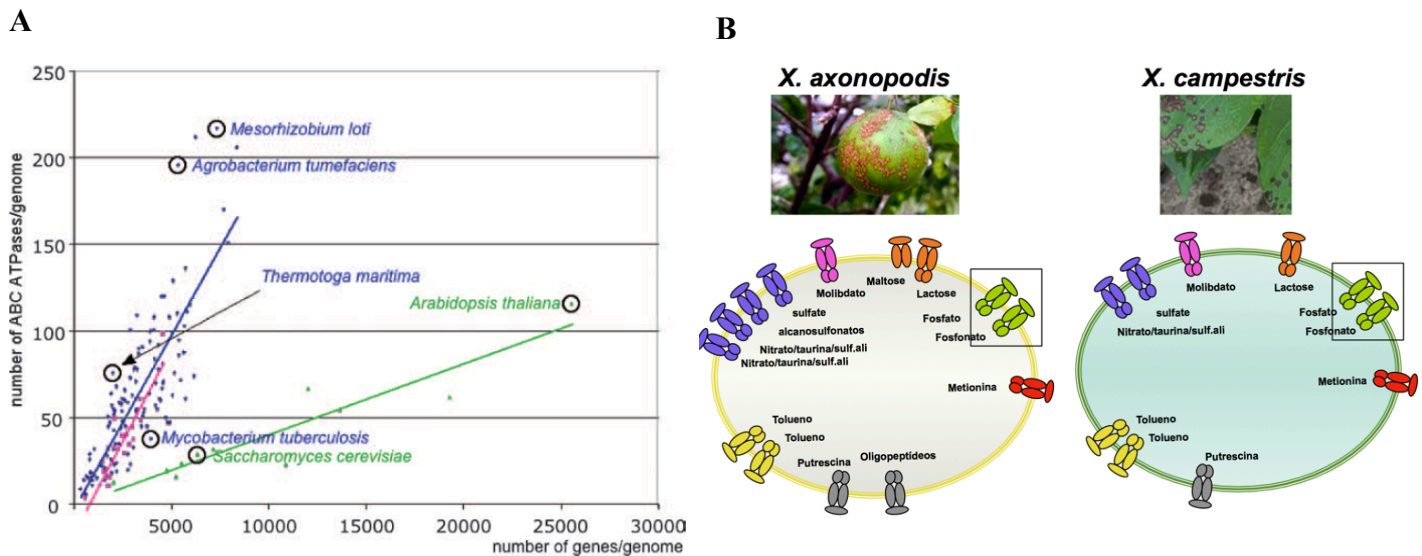 A
250
200
150
100
50
0
number of ABC ATPases/genome
Mesorhizobium loti
Agrobacterium tumefaciens
Thermotoga maritima
Arabidopsis thaliana
Mycobacterium tuberculosis
Saccharomyces cerevisiae
5000 10000 15000 20000 25000 30000
number of genes/genome
B
X. axonopodis
Molibdato
Maltose
Lactose
sulfate
alcanosulfonatos
Nitrato/taurina/sulf.ali
Nitrato/taurina/sulf.ali
Fosfato
Fosfonato
Metionina
Tolueno
Tolueno
Putrescina
Oligopeptídeos
X. campestris
Molibdato
Lactose
sulfate
Nitrato/taurina/sulf.ali
Fosfato
Fosfonato
Metionina
Tolueno
Tolueno
Putrescina